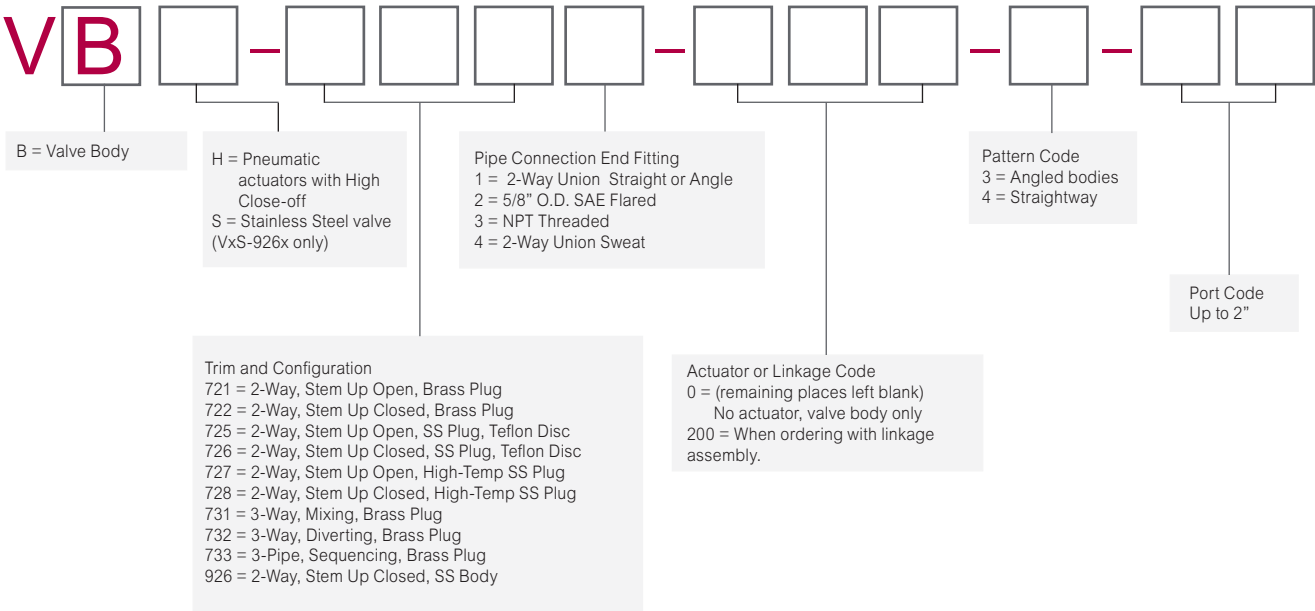 VB – – – –
B = Valve Body
H = Pneumatic
actuators with High
Close-off
S = Stainless Steel valve
(VxS-926x only)
Pipe Connection End Fitting
1 = 2-Way Union Straight or Angle
2 = 5/8” O.D. SAE Flared
3 = NPT Threaded
4 = 2-Way Union Sweat
Pattern Code
3 = Angled bodies
4 = Straightway
Port Code
Up to 2”
Trim and Configuration
721 = 2-Way, Stem Up Open, Brass Plug
722 = 2-Way, Stem Up Closed, Brass Plug
725 = 2-Way, Stem Up Open, SS Plug, Teflon Disc
726 = 2-Way, Stem Up Closed, SS Plug, Teflon Disc
727 = 2-Way, Stem Up Open, High-Temp SS Plug
728 = 2-Way, Stem Up Closed, High-Temp SS Plug
731 = 3-Way, Mixing, Brass Plug
732 = 3-Way, Diverting, Brass Plug
733 = 3-Pipe, Sequencing, Brass Plug
926 = 2-Way, Stem Up Closed, SS Body
Actuator or Linkage Code
0 = (remaining places left blank)
No actuator, valve body only
200 = When ordering with linkage
assembly.